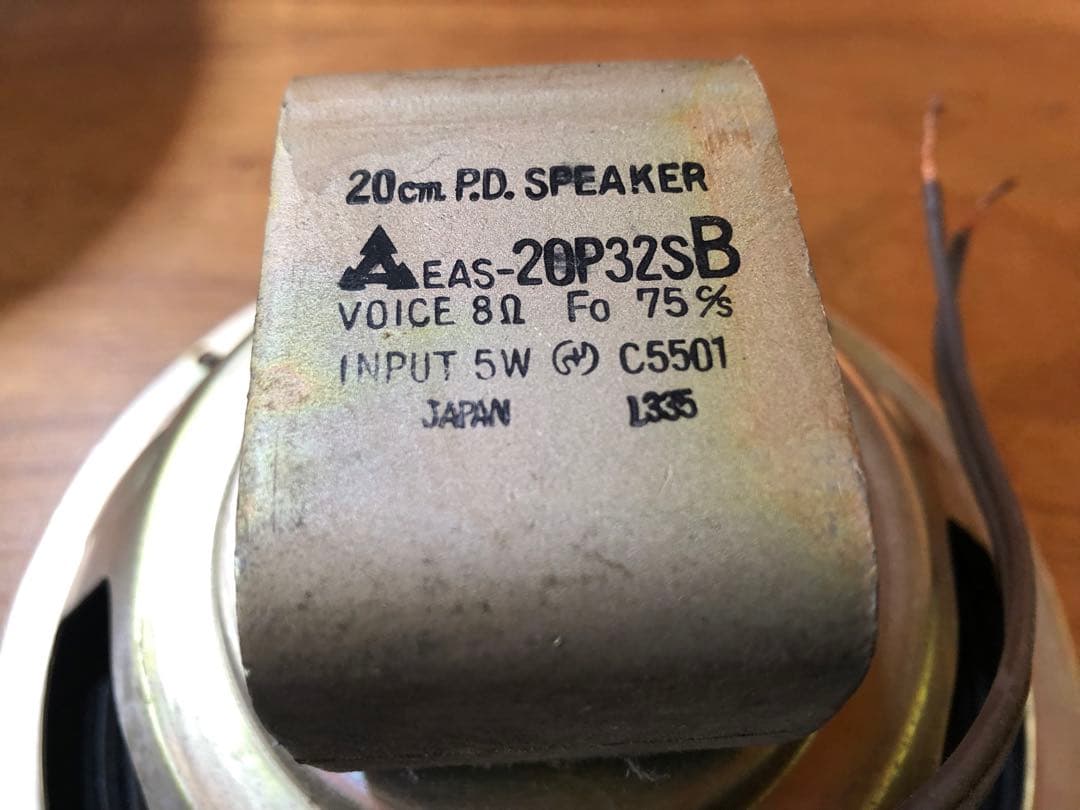 20cm P.D. SPEAKER
EAS-20P32SB
VOICE 8Ω Fo 75 c/s
INPUT 5W C5501
JAPAN L335